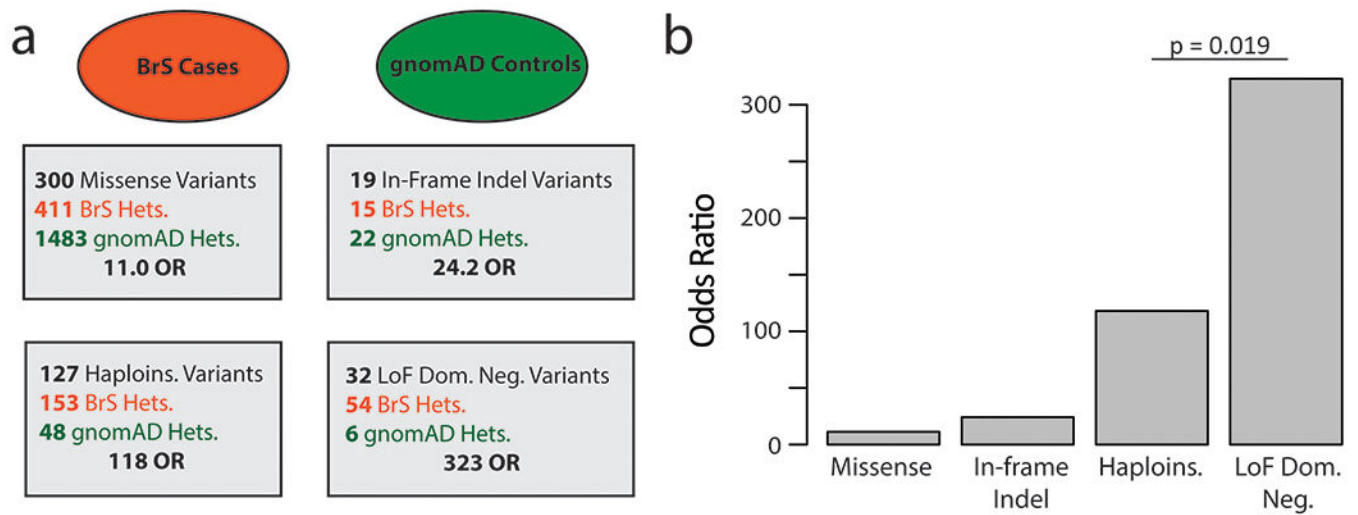 a
BrS Cases
gnomAD Controls
300 Missense Variants
411 BrS Hets.
1483 gnomAD Hets.
11.0 OR
19 In-Frame Indel Variants
15 BrS Hets.
22 gnomAD Hets.
24.2 OR
127 Haploins. Variants
153 BrS Hets.
48 gnomAD Hets.
118 OR
32 LoF Dom. Neg. Variants
54 BrS Hets.
6 gnomAD Hets.
323 OR
b
p = 0.019
Odds Ratio
300
200
100
0
Missense
In-frame
Indel
Haploins.
LoF Dom.
Neg.